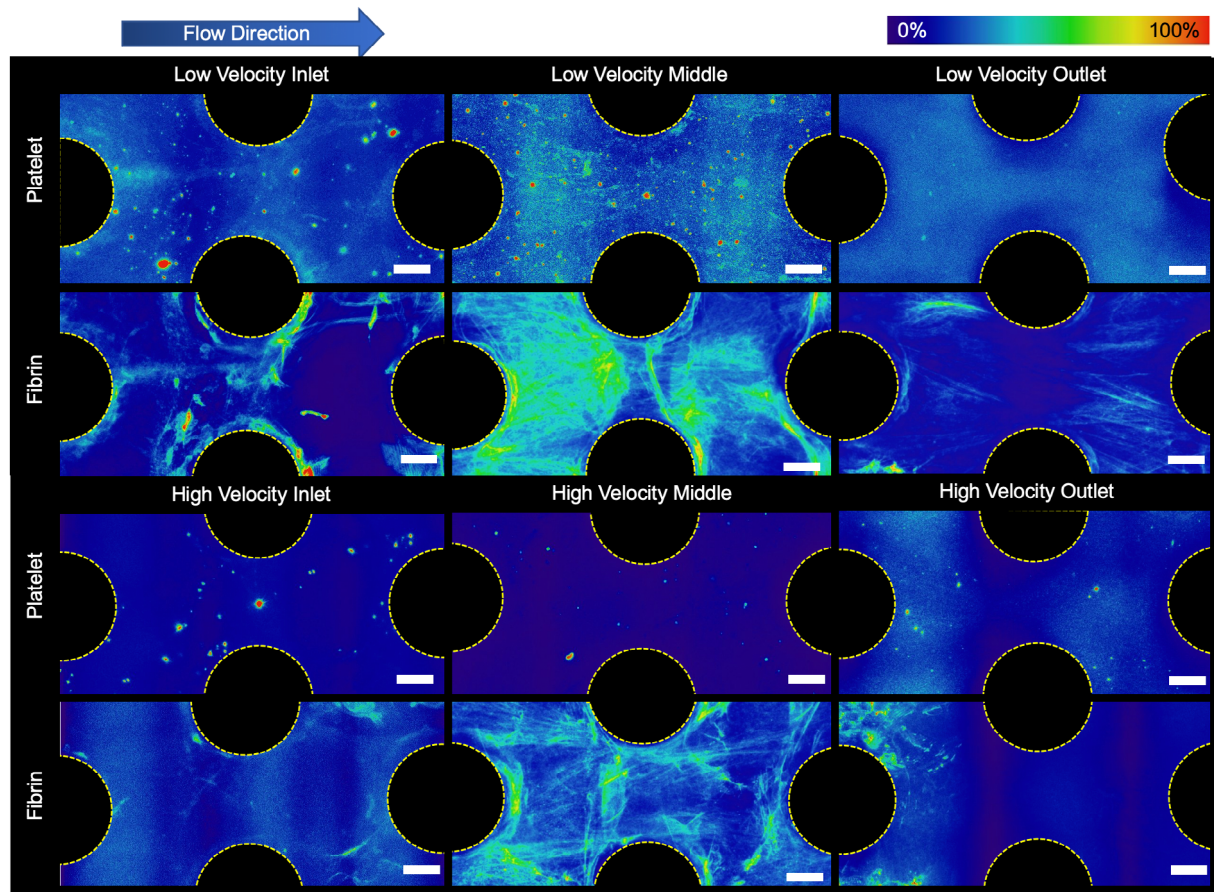 Flow Direction
0% 100%
Low Velocity Inlet
Low Velocity Middle
Low Velocity Outlet
Platelet
Fibrin
High Velocity Inlet
High Velocity Middle
High Velocity Outlet
Platelet
Fibrin